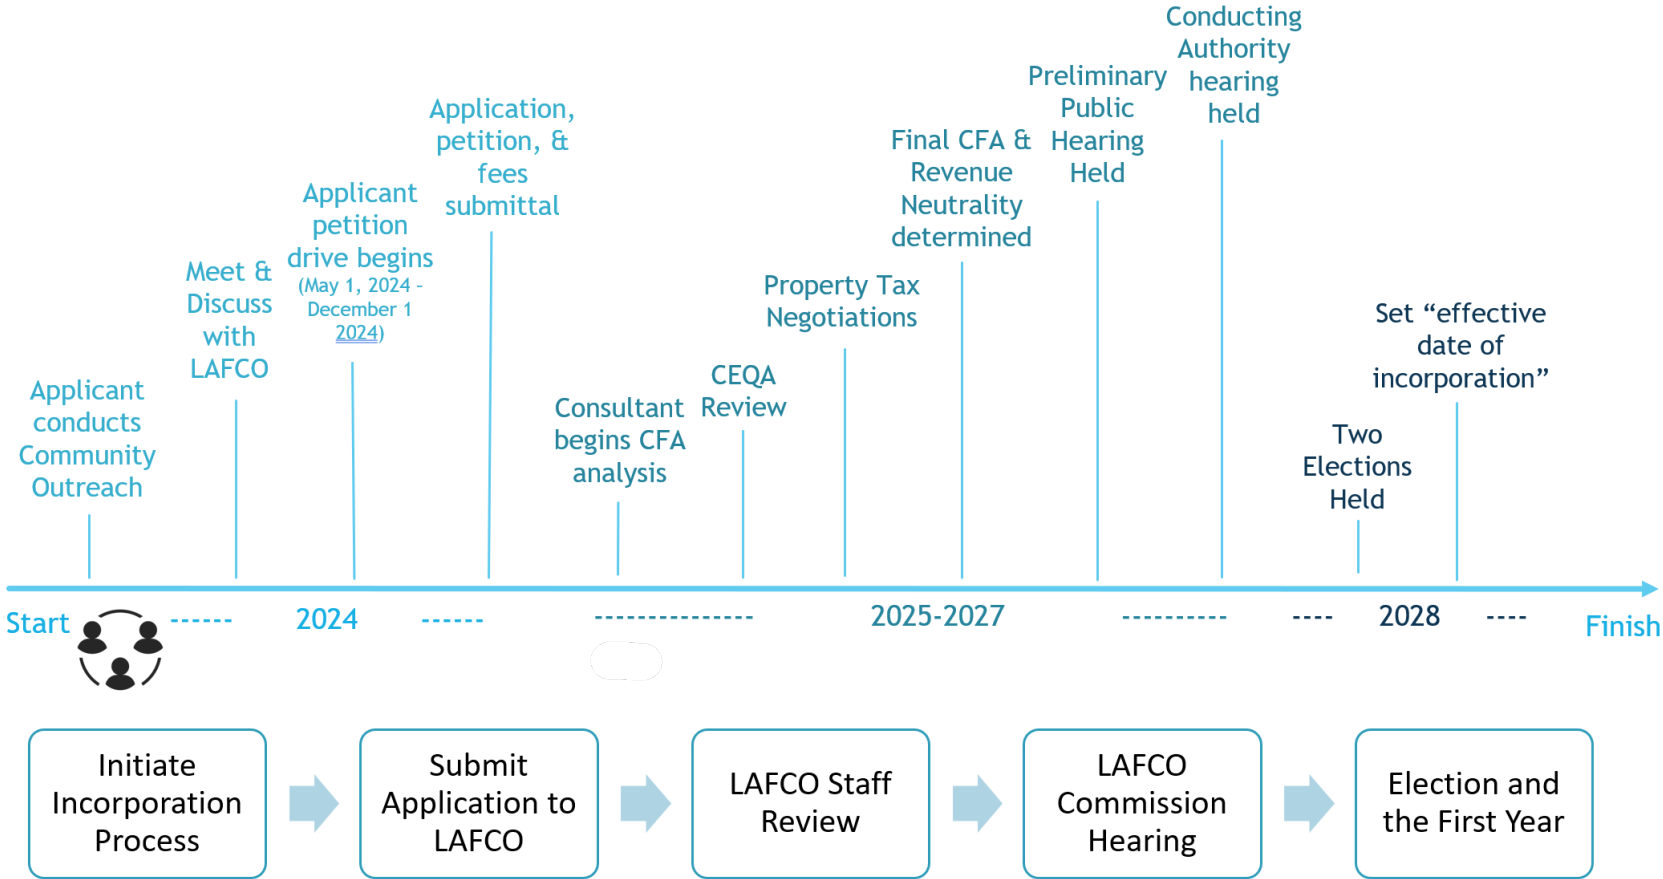 Applicant
conducts
Community
Outreach
Meet &
Discuss
with
LAFCO
Applicant
petition
drive begins
(May 1, 2024 -
December 1
2024)
Application,
petition, &
fees
submittal
Consultant
begins CFA
analysis
CEQA
Review
Property Tax
Negotiations
Final CFA &
Revenue
Neutrality
determined
Preliminary
Public
Hearing
Held
Conducting
Authority
hearing
held
Two
Elections
Held
Set “effective
date of
incorporation”
Start ------ 2024 ------ ------------- 2025-2027 --------- ---- 2028 ---- Finish
Initiate
Incorporation
Process
Submit
Application to
LAFCO
LAFCO Staff
Review
LAFCO
Commission
Hearing
Election and
the First Year